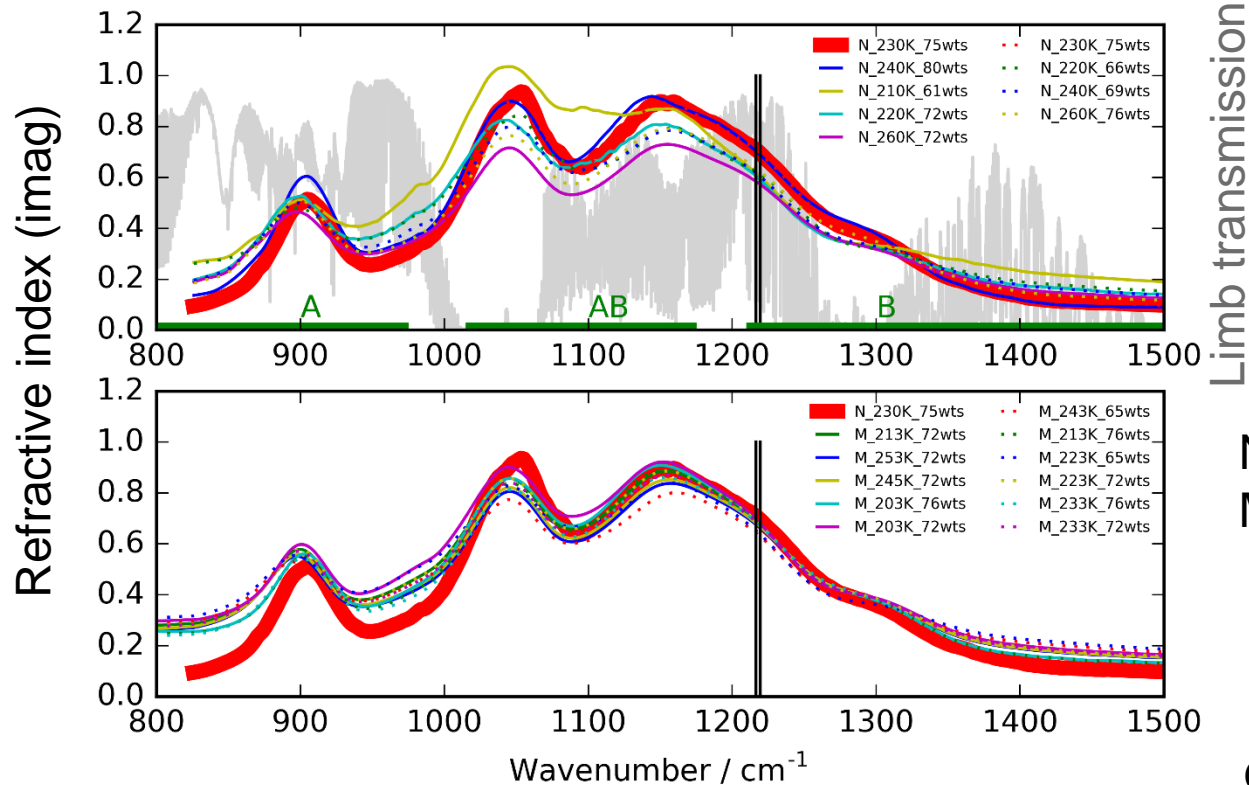 Refractive index (imag)
Limb transmission
1.2
1.0
0.8
0.6
0.4
0.2
0.0
N_230K_75wts
N_240K_80wts
N_210K_61wts
N_220K_72wts
N_260K_72wts
N_230K_75wts
N_220K_66wts
N_240K_69wts
N_260K_76wts
A AB B
800 900 1000 1100 1200 1300 1400 1500
1.2
1.0
0.8
0.6
0.4
0.2
0.0
N_230K_75wts
M_213K_72wts
M_253K_72wts
M_245K_72wts
M_203K_76wts
M_203K_72wts
M_243K_65wts
M_213K_76wts
M_223K_65wts
M_223K_72wts
M_233K_76wts
M_233K_72wts
800 900 1000 1100 1200 1300 1400 1500
Wavenumber / cm⁻¹